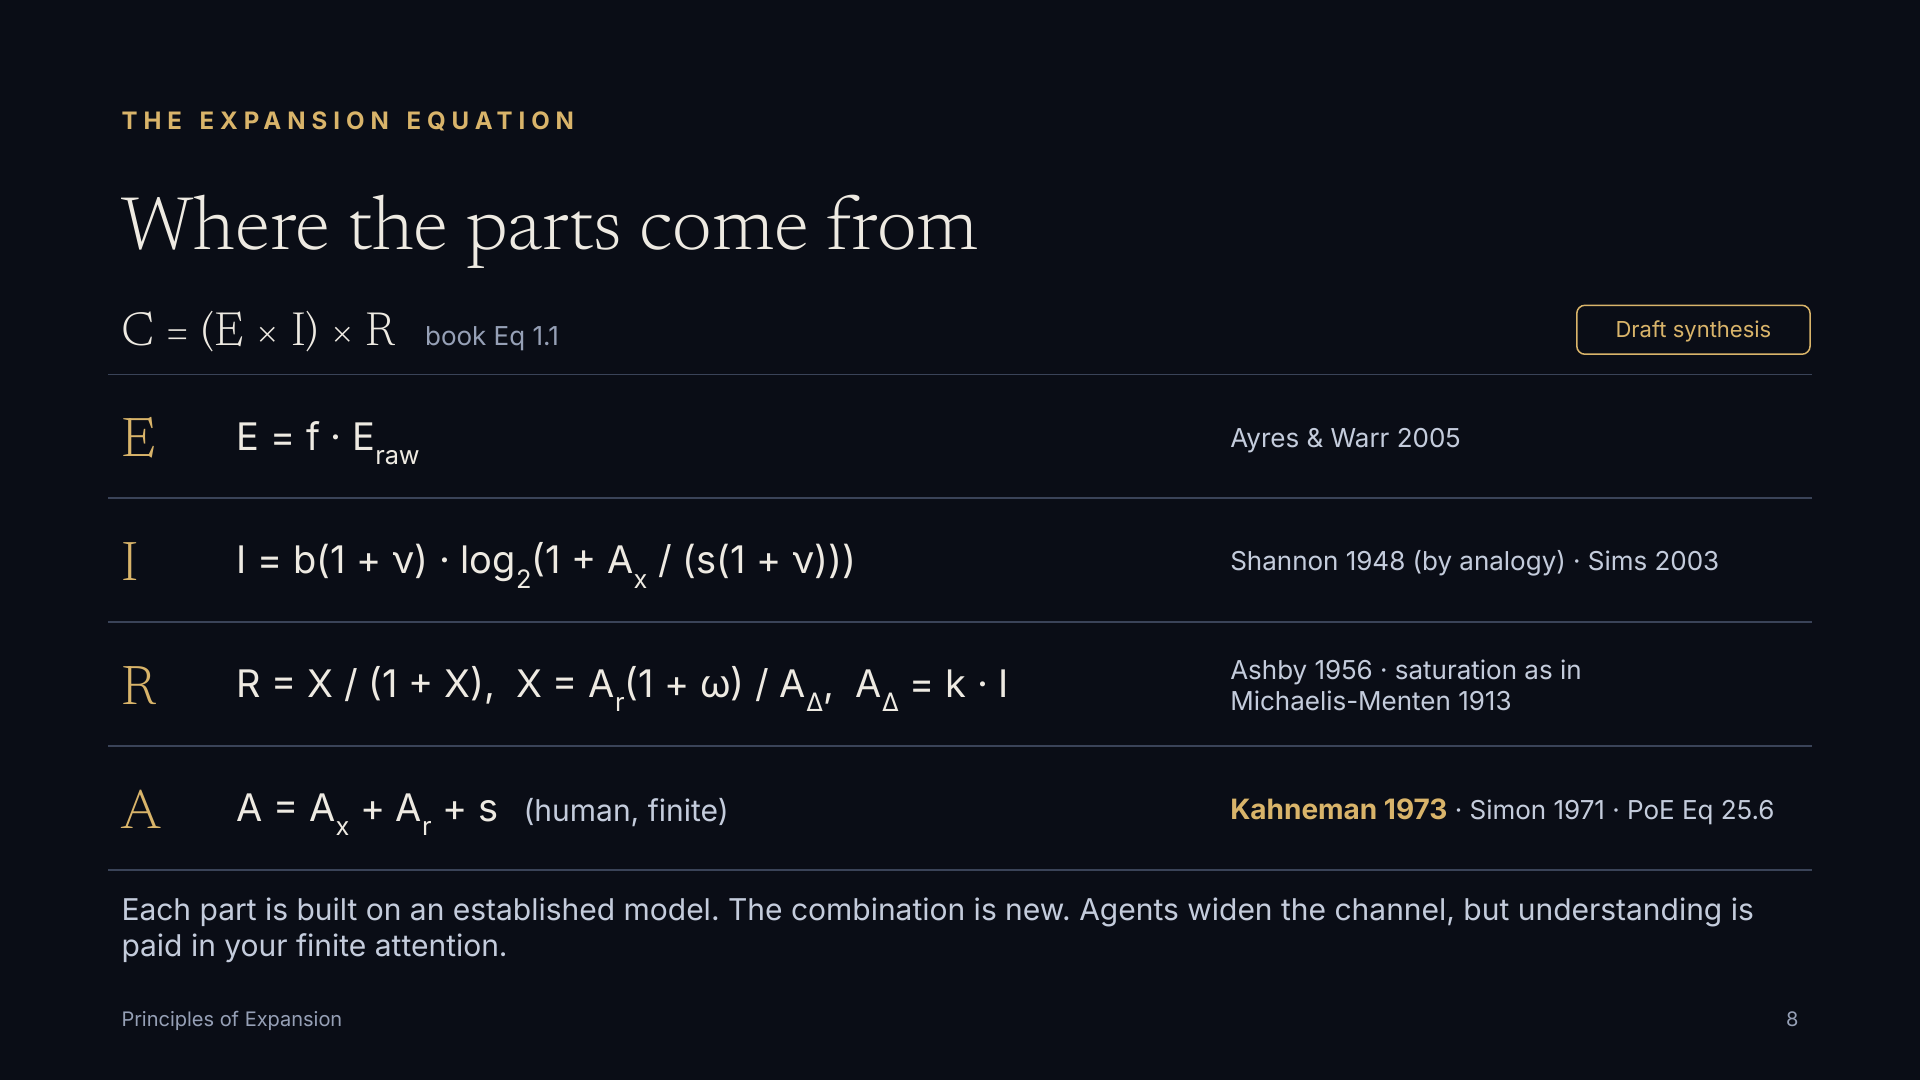 THE EXPANSION EQUATION
Where the parts come from
C = (E × I) × R book Eq 1.1
Draft synthesis
E E = f · E_raw Ayres & Warr 2005
I I = b(1 + ν) · log₂(1 + Aₓ / (s(1 + ν))) Shannon 1948 (by analogy) · Sims 2003
R R = X / (1 + X), X = Aᵣ(1 + ω) / A_Δ, A_Δ = k · I Ashby 1956 · saturation as in
Michaelis-Menten 1913
A A = Aₓ + Aᵣ + s (human, finite) Kahneman 1973 · Simon 1971 · PoE Eq 25.6
Each part is built on an established model. The combination is new. Agents widen the channel, but understanding is
paid in your finite attention.
Principles of Expansion 8